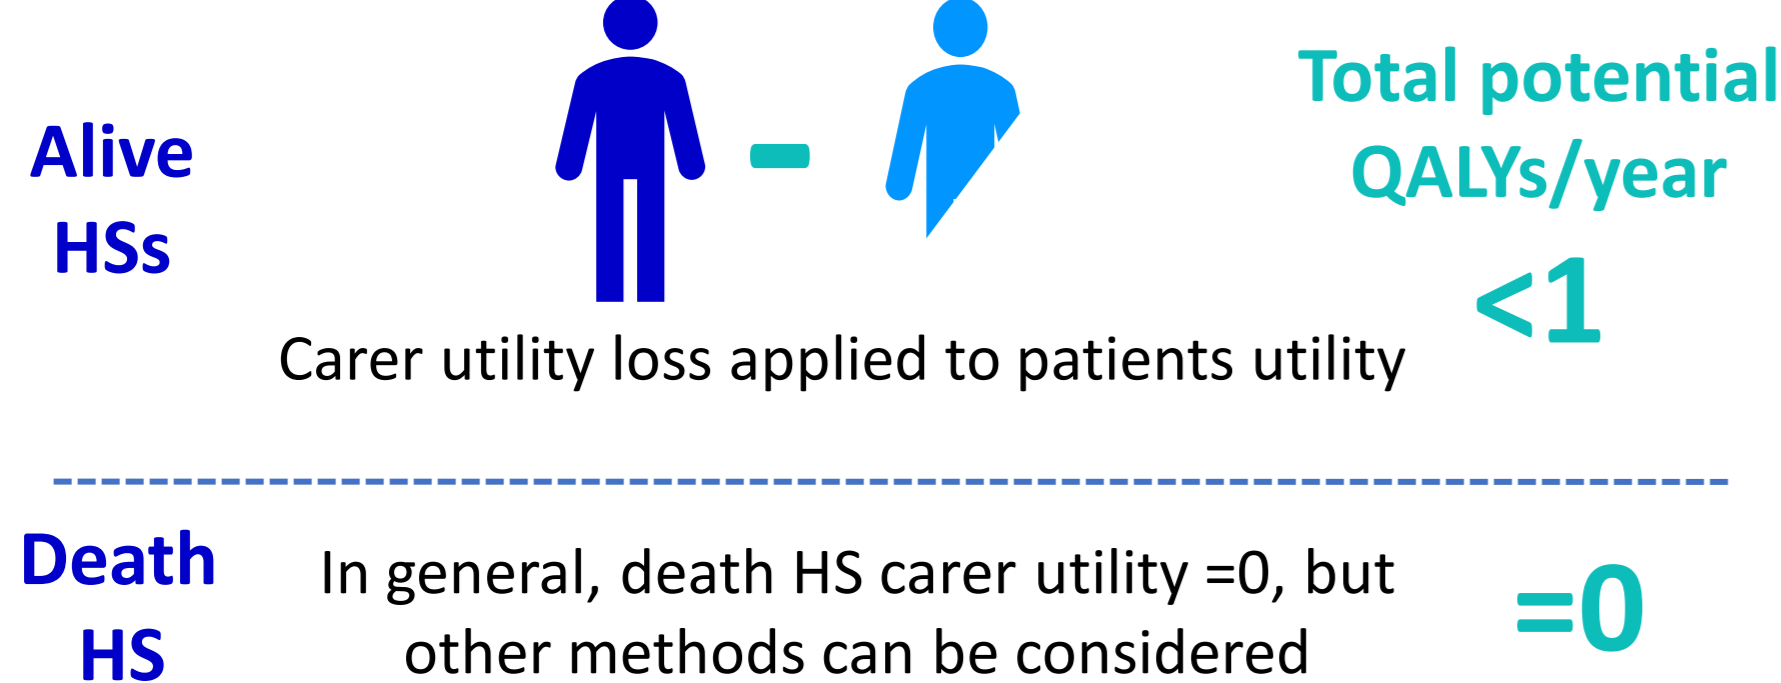 Alive
HSs
-
Total potential
QALYs/year
<1
Carer utility loss applied to patients utility
Death
HS
In general, death HS carer utility =0, but
other methods can be considered
=0